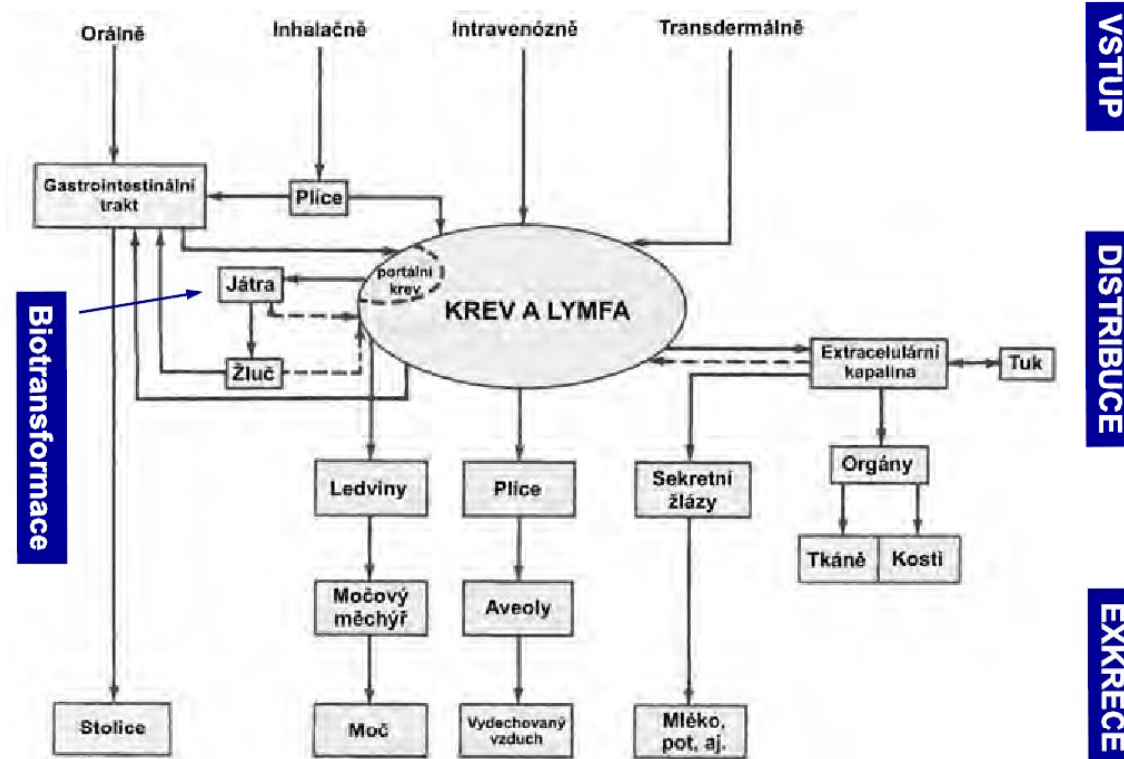 Orálně
Inhalačně
Intravenózně
Transdermálně
VSTUP
Gastrointestinální
trakt
Plíce
portální
krev
Játra
KREV A LYMFA
DISTRIBUCE
Biotransformace
Žluč
Extracelulární
kapalina
Tuk
Ledviny
Plíce
Sekretní
žlázy
Orgány
Tkáně
Kosti
Močový
měchýř
Aveoly
EXKRECE
Stolice
Moč
Vydechovaný
vzduch
Mléko,
pot, aj.